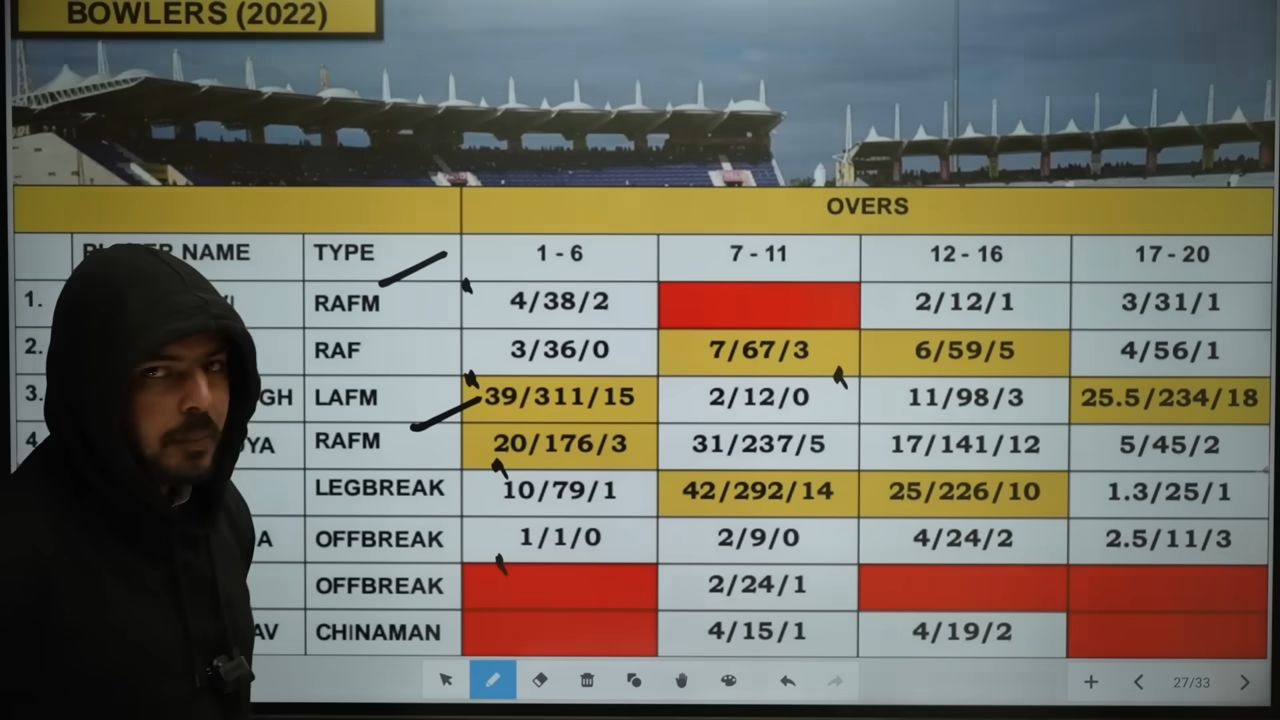 BOWLERS (2022)
OVERS
NAME TYPE 1 - 6 7 - 11 12 - 16 17 - 20
1. RAFM 4/38/2 2/12/1 3/31/1
2. RAF 3/36/0 7/67/3 6/59/5 4/56/1
3. GH LAFM 39/311/15 2/12/0 11/98/3 25.5/234/18
4. YA RAFM 20/176/3 31/237/5 17/141/12 5/45/2
LEGBREAK 10/79/1 42/292/14 25/226/10 1.3/25/1
A OFFBREAK 1/1/0 2/9/0 4/24/2 2.5/11/3
OFFBREAK 2/24/1
AV CHINAMAN 4/15/1 4/19/2
27/33